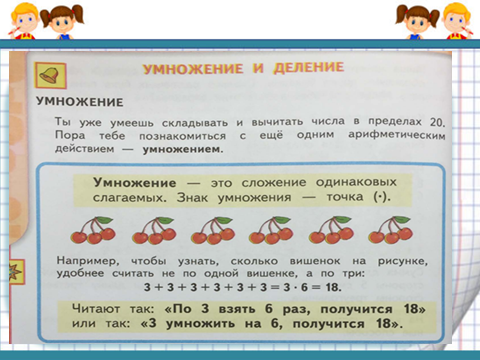 УМНОЖЕНИЕ И ДЕЛЕНИЕ
УМНОЖЕНИЕ
Ты уже умеешь складывать и вычитать числа в пределах 20.
Пора тебе познакомиться с ещё одним арифметическим
действием — умножением.
Умножение — это сложение одинаковых
слагаемых. Знак умножения — точка (·).
Например, чтобы узнать, сколько вишенок на рисунке,
удобнее считать не по одной вишенке, а по три:
3 + 3 + 3 + 3 + 3 + 3 = 3 · 6 = 18.
Читают так: «По 3 взять 6 раз, получится 18»
или так: «3 умножить на 6, получится 18».